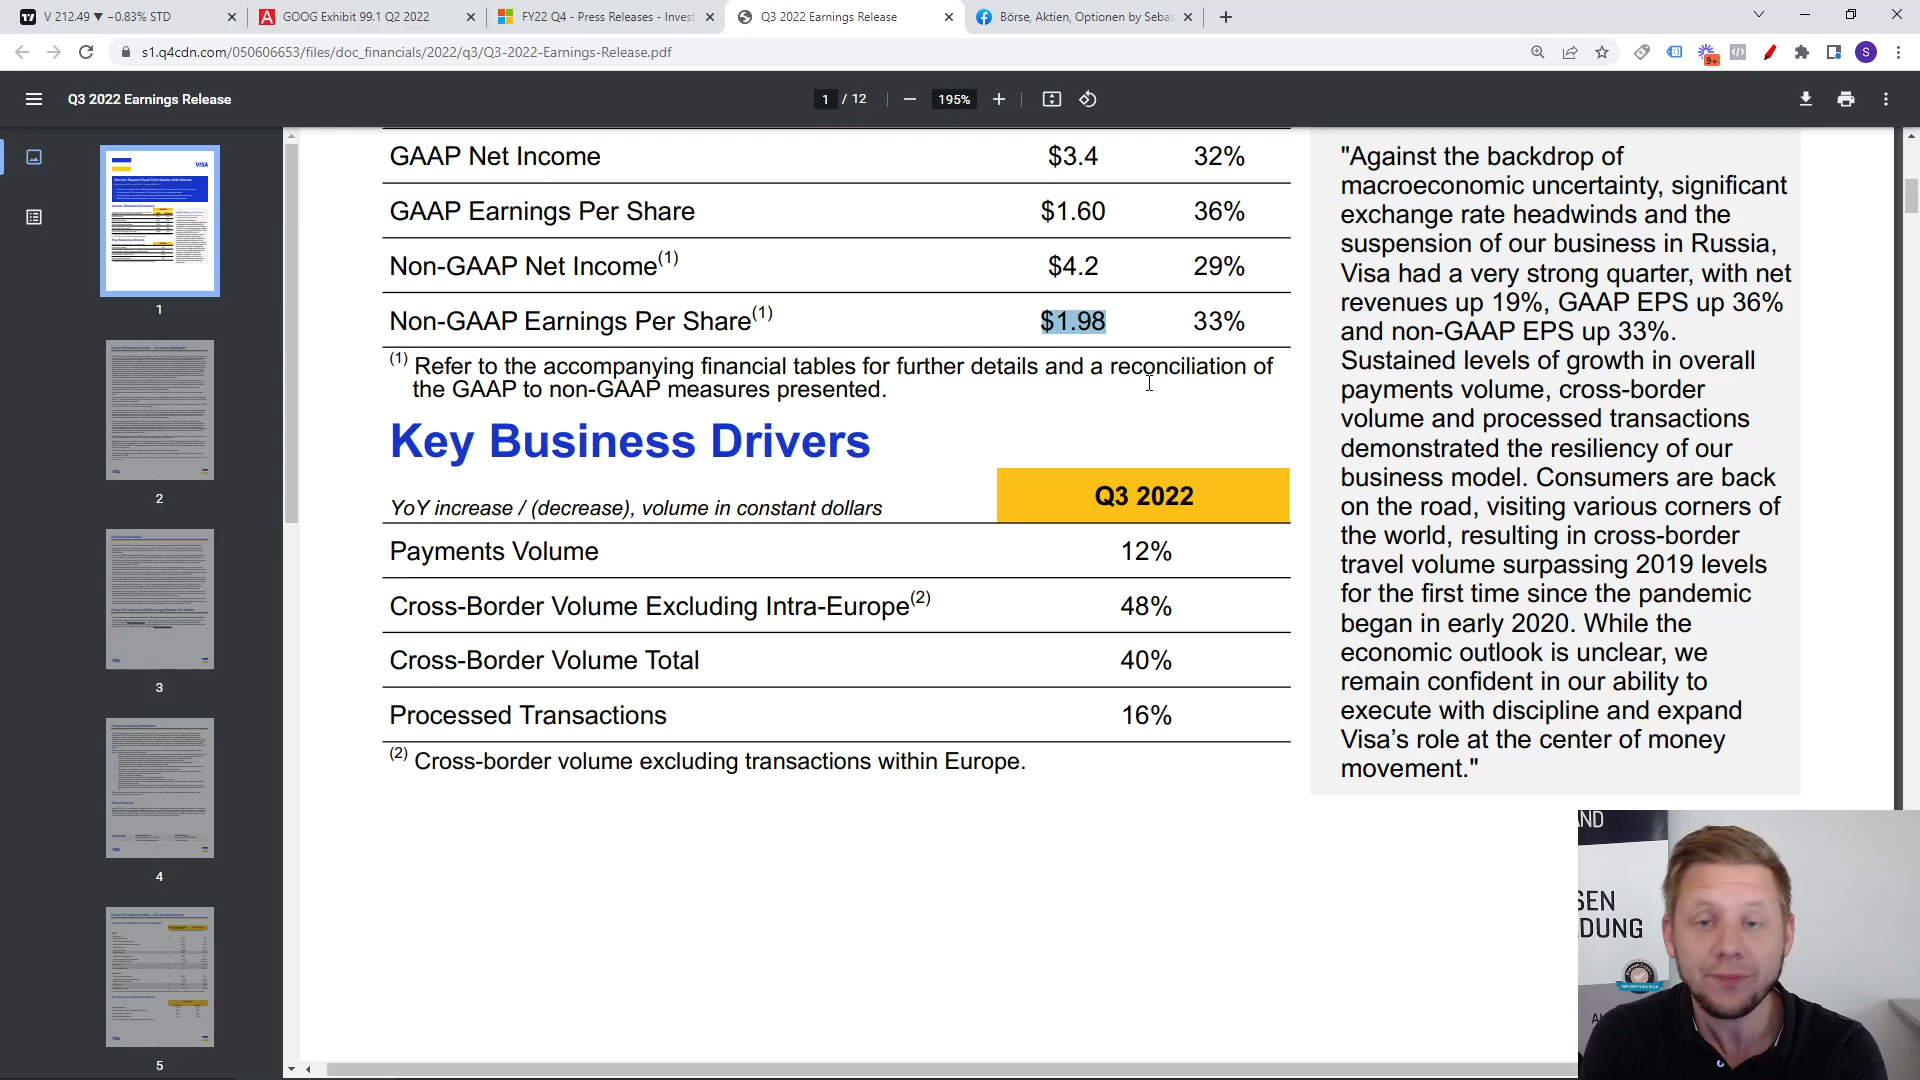 V 212.49 ▼ −0.83% STD
GOOG Exhibit 99.1 Q2 2022
FY22 Q4 - Press Releases - Invest
Q3 2022 Earnings Release
Börse, Aktien, Optionen by Sebas
s1.q4cdn.com/050606653/files/doc_financials/2022/q3/Q3-2022-Earnings-Release.pdf
9+
S
Q3 2022 Earnings Release
1 / 12
195%
GAAP Net Income $3.4 32%
GAAP Earnings Per Share $1.60 36%
Non-GAAP Net Income(1) $4.2 29%
Non-GAAP Earnings Per Share(1) $1.98 33%
(1) Refer to the accompanying financial tables for further details and a reconciliation of
the GAAP to non-GAAP measures presented.
Key Business Drivers
YoY increase / (decrease), volume in constant dollars
Q3 2022
Payments Volume 12%
Cross-Border Volume Excluding Intra-Europe(2) 48%
Cross-Border Volume Total 40%
Processed Transactions 16%
(2) Cross-border volume excluding transactions within Europe.
"Against the backdrop of
macroeconomic uncertainty, significant
exchange rate headwinds and the
suspension of our business in Russia,
Visa had a very strong quarter, with net
revenues up 19%, GAAP EPS up 36%
and non-GAAP EPS up 33%.
Sustained levels of growth in overall
payments volume, cross-border
volume and processed transactions
demonstrated the resiliency of our
business model. Consumers are back
on the road, visiting various corners of
the world, resulting in cross-border
travel volume surpassing 2019 levels
for the first time since the pandemic
began in early 2020. While the
economic outlook is unclear, we
remain confident in our ability to
execute with discipline and expand
Visa's role at the center of money
movement."
VISA
1
2
3
4
5
AND
SEN
DUNG